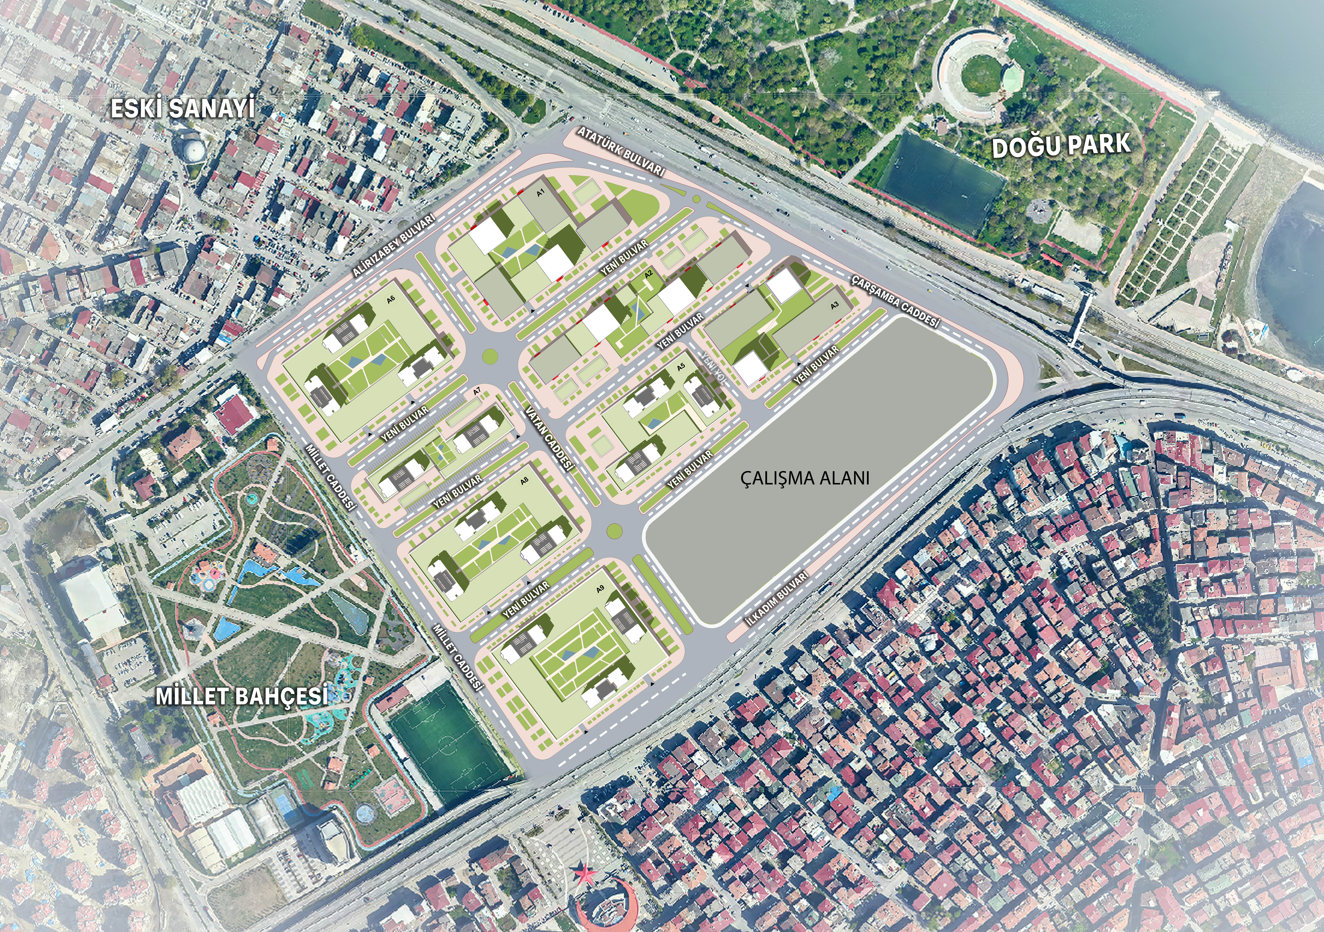 ESKİ SANAYİ
ATATÜRK BULVARI
DOĞU PARK
A1
ALİRIZABEY BULVARI
YENİ BULVAR
A2
ÇARŞAMBA CADDESİ
A6
A3
YENİ BULVAR
YENİ YOL
YENİ BULVAR
A5
A7
YENİ BULVAR
VATAN CADDESİ
MİLLET CADDESİ
YENİ BULVAR
ÇALIŞMA ALANI
YENİ BULVAR
A8
YENİ BULVAR
A9
İLKADIM BULVARI
MİLLET CADDESİ
MİLLET BAHÇESİ